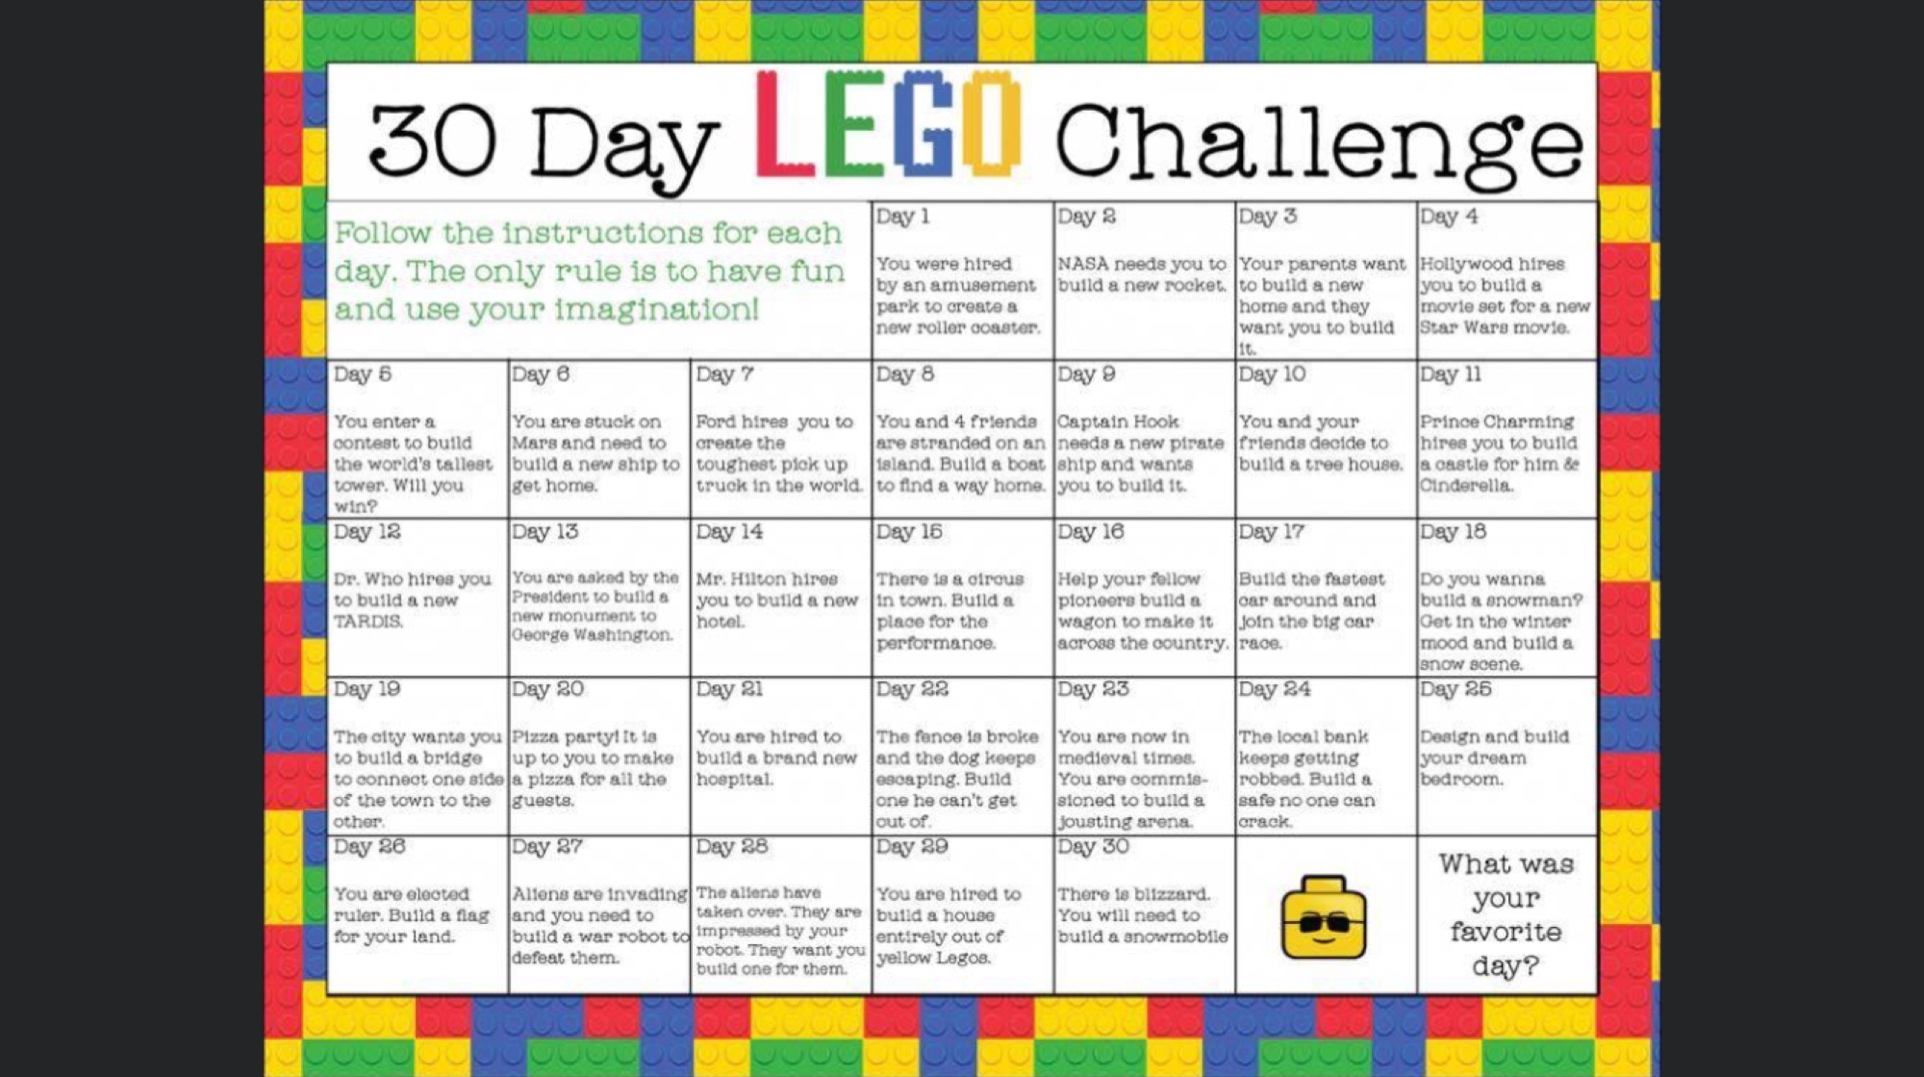 30 Day LEGO Challenge
Follow the instructions for each
day. The only rule is to have fun
and use your imagination!
Day 1
You were hired
by an amusement
park to create a
new roller coaster.
Day 2
NASA needs you to
build a new rocket.
Day 3
Your parents want
to build a new
home and they
want you to build
it.
Day 4
Hollywood hires
you to build a
movie set for a new
Star Wars movie.
Day 5
You enter a
contest to build
the world's tallest
tower. Will you
win?
Day 6
You are stuck on
Mars and need to
build a new ship to
get home.
Day 7
Ford hires you to
create the
toughest pick up
truck in the world.
Day 8
You and 4 friends
are stranded on an
island. Build a boat
to find a way home.
Day 9
Captain Hook
needs a new pirate
ship and wants
you to build it.
Day 10
You and your
friends decide to
build a tree house.
Day 11
Prince Charming
hires you to build
a castle for him &
Cinderella.
Day 12
Dr. Who hires you
to build a new
TARDIS.
Day 13
You are asked by the
President to build a
new monument to
George Washington.
Day 14
Mr. Hilton hires
you to build a new
hotel.
Day 15
There is a circus
in town. Build a
place for the
performance.
Day 16
Help your fellow
pioneers build a
wagon to make it
across the country.
Day 17
Build the fastest
car around and
join the big car
race.
Day 18
Do you wanna
build a snowman?
Get in the winter
mood and build a
snow scene.
Day 19
The city wants you
to build a bridge
to connect one side
of the town to the
other.
Day 20
Pizza party! It is
up to you to make
a pizza for all the
guests.
Day 21
You are hired to
build a brand new
hospital.
Day 22
The fence is broke
and the dog keeps
escaping. Build
one he can't get
out of.
Day 23
You are now in
medieval times.
You are commis-
sioned to build a
jousting arena.
Day 24
The local bank
keeps getting
robbed. Build a
safe no one can
crack.
Day 25
Design and build
your dream
bedroom.
Day 26
You are elected
ruler. Build a flag
for your land.
Day 27
Aliens are invading
and you need to
build a war robot to
defeat them.
Day 28
The aliens have
taken over. They are
impressed by your
robot. They want you
build one for them.
Day 29
You are hired to
build a house
entirely out of
yellow Legos.
Day 30
There is blizzard.
You will need to
build a snowmobile
What was
your
favorite
day?